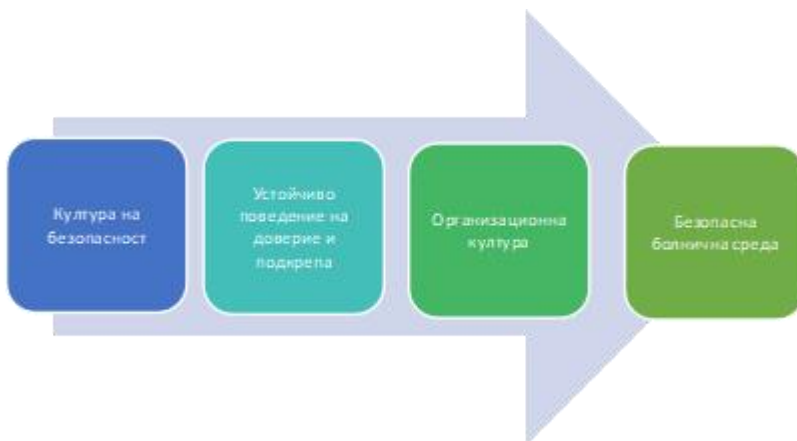 Култура на
безопасност
Устойчиво
поведение на
доверие и
подкрепа
Организационна
култура
Безопасна
болнична среда